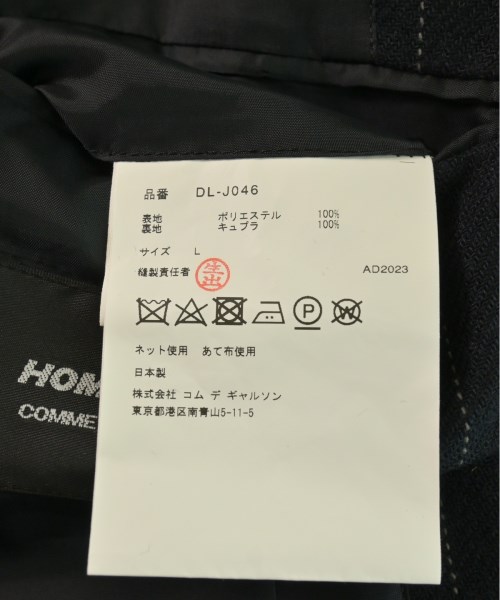 品番 DL-J046
表地 ポリエステル 100%
裏地 キュプラ 100%
サイズ L
縫製責任者 生出 AD2023
P W
ネット使用 あて布使用
日本製
株式会社 コム デ ギャルソン
東京都港区南青山5-11-5
HOM
COMME